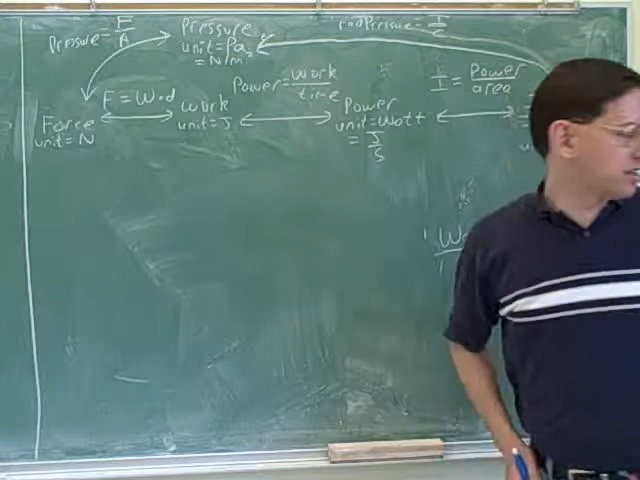 Pressure = F/A
Pressure
unit = Pa
= N/m²
radPressure = I/c
Power = work/time
I = Power/area
F = W·d
Force
unit = N
work
unit = J
Power
unit = Watt
= J/s